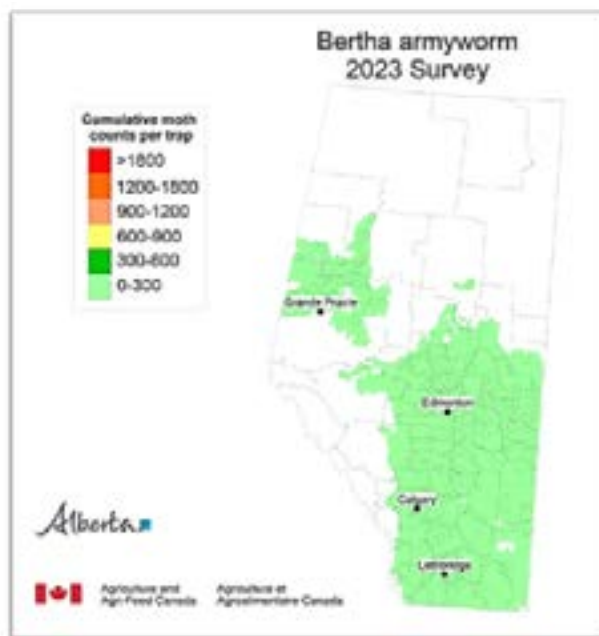 Bertha armyworm
2023 Survey
Cumulative moth
counts per trap
>1800
1200-1800
900-1200
600-900
300-600
0-300
Grande Prairie
Edmonton
Calgary
Lethbridge
Alberta
Agriculture and
Agri-Food Canada
Agriculture et
Agroalimentaire Canada